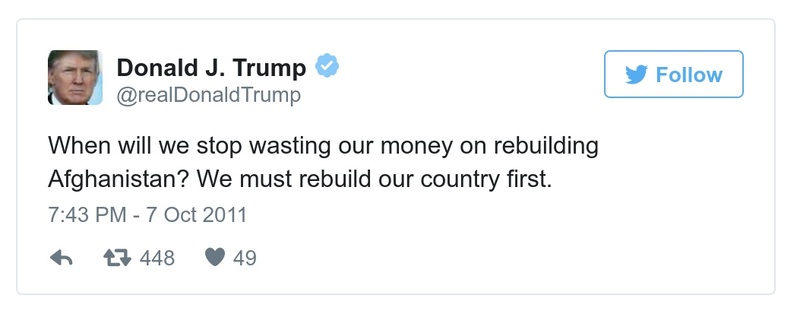 Donald J. Trump
@realDonaldTrump
Follow
When will we stop wasting our money on rebuilding
Afghanistan? We must rebuild our country first.
7:43 PM - 7 Oct 2011
448 49